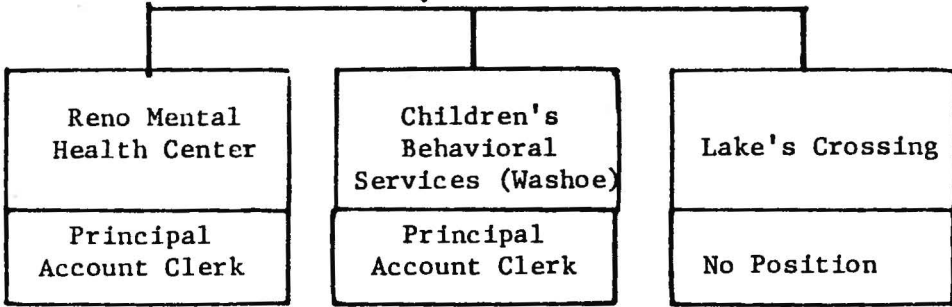 Reno Mental
Health Center
Children's
Behavioral
Services (Washoe)
Lake's Crossing
Principal
Account Clerk
Principal
Account Clerk
No Position